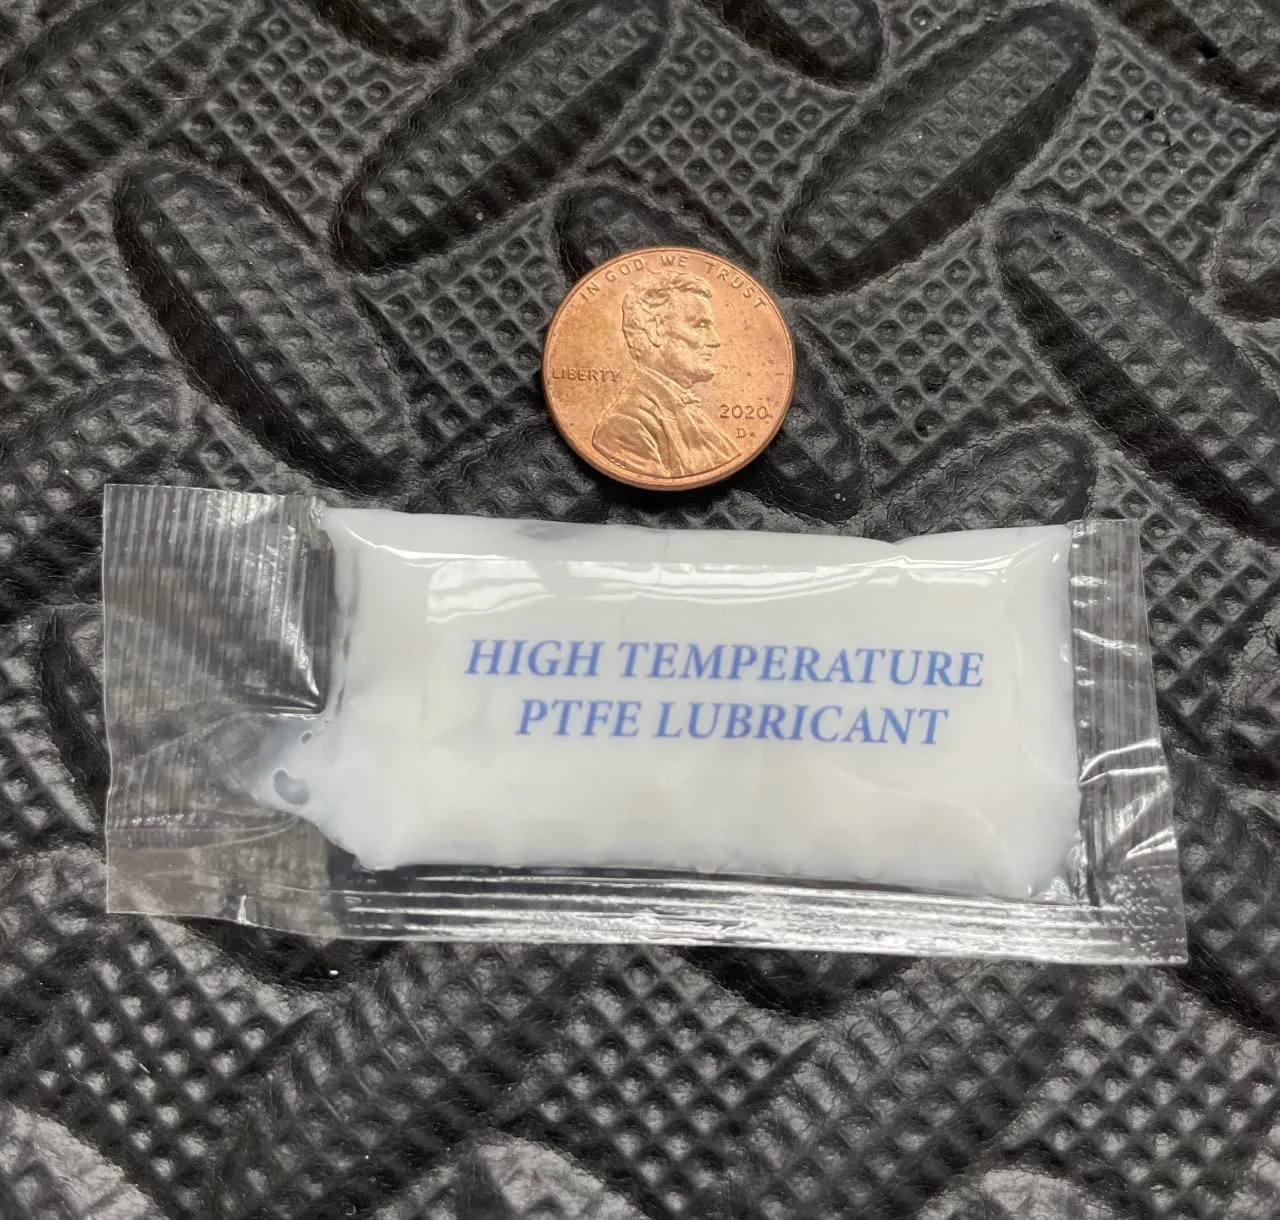 IN GOD WE TRUST
LIBERTY
2020
D
HIGH TEMPERATURE
PTFE LUBRICANT